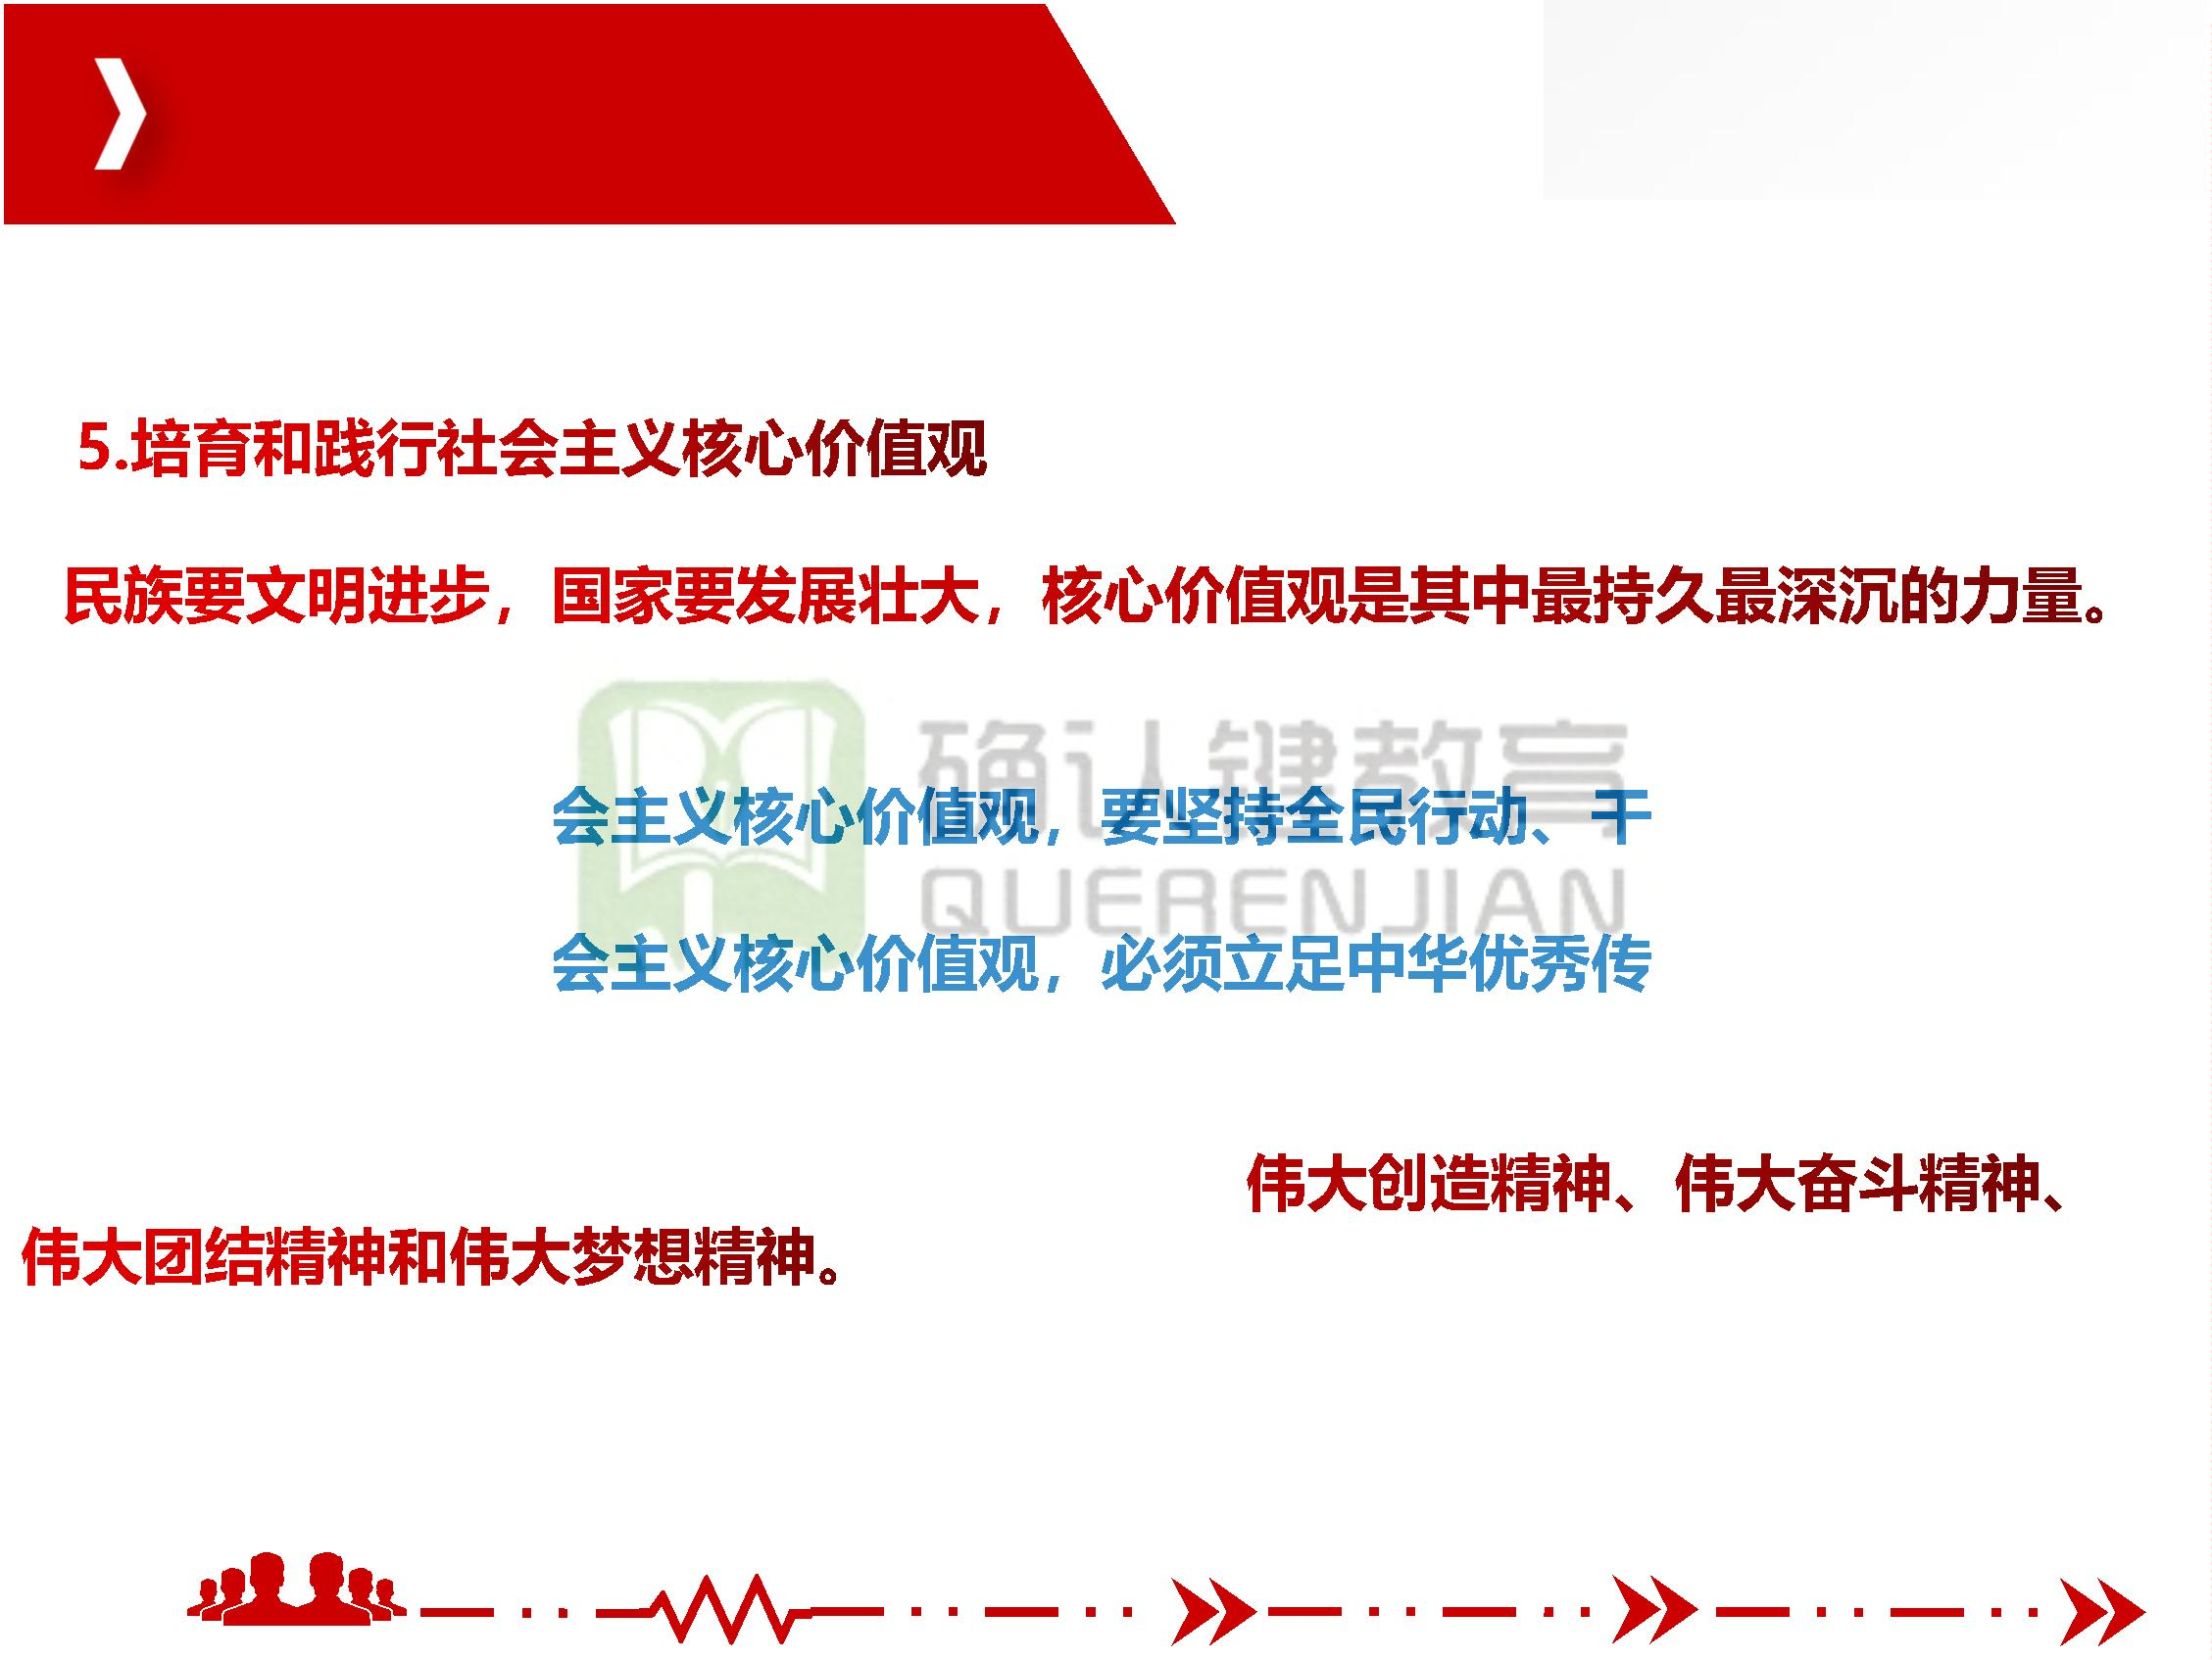 5.培育和践行社会主义核心价值观
民族要文明进步，国家要发展壮大，核心价值观是其中最持久最深沉的力量。
确认键教育
会主义核心价值观，要坚持全民行动、干
QUERENJIAN
会主义核心价值观，必须立足中华优秀传
伟大创造精神、伟大奋斗精神、
伟大团结精神和伟大梦想精神。